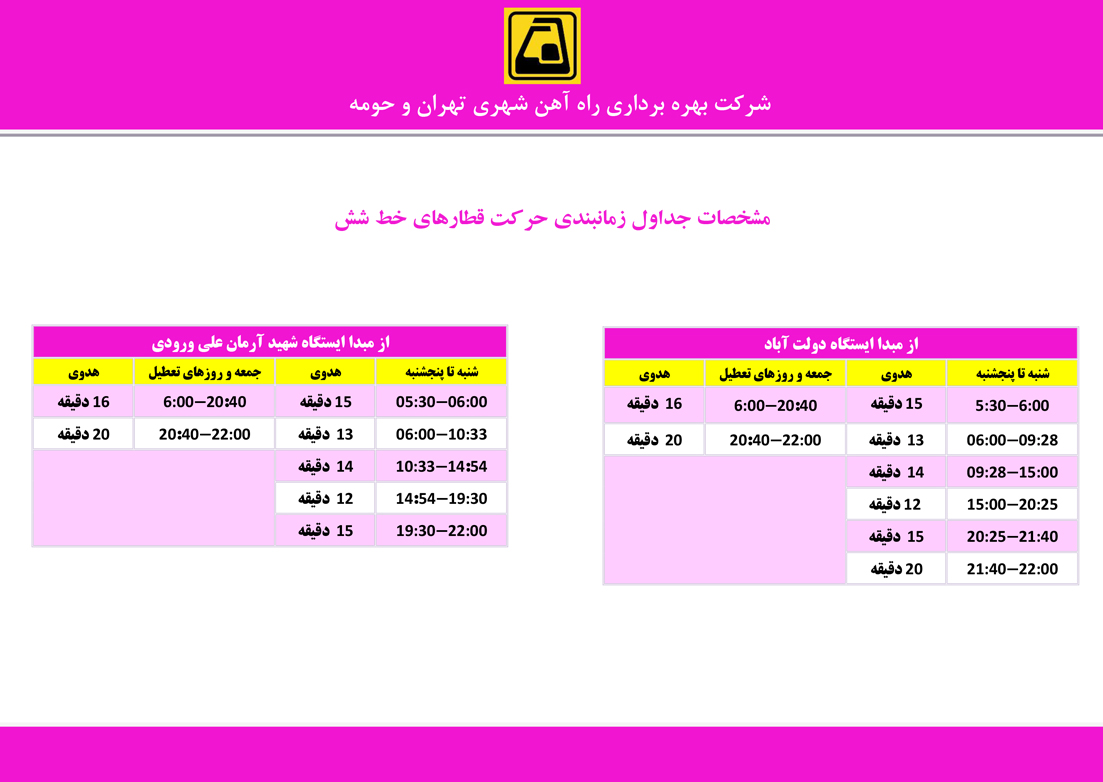 شرکت بهره برداری راه آهن شهری تهران و حومه
مشخصات جداول زمانبندی حرکت قطارهای خط شش
از مبدا ایستگاه دولت آباد
شنبه تا پنجشنبه هدوی جمعه و روزهای تعطیل هدوی
5:30–6:00 15 دقیقه 6:00–20:40 16 دقیقه
06:00–09:28 13 دقیقه 20:40–22:00 20 دقیقه
09:28–15:00 14 دقیقه
15:00–20:25 12 دقیقه
20:25–21:40 15 دقیقه
21:40–22:00 20 دقیقه
از مبدا ایستگاه شهید آرمان علی ورودی
شنبه تا پنجشنبه هدوی جمعه و روزهای تعطیل هدوی
05:30–06:00 15 دقیقه 6:00–20:40 16 دقیقه
06:00–10:33 13 دقیقه 20:40–22:00 20 دقیقه
10:33–14:54 14 دقیقه
14:54–19:30 12 دقیقه
19:30–22:00 15 دقیقه